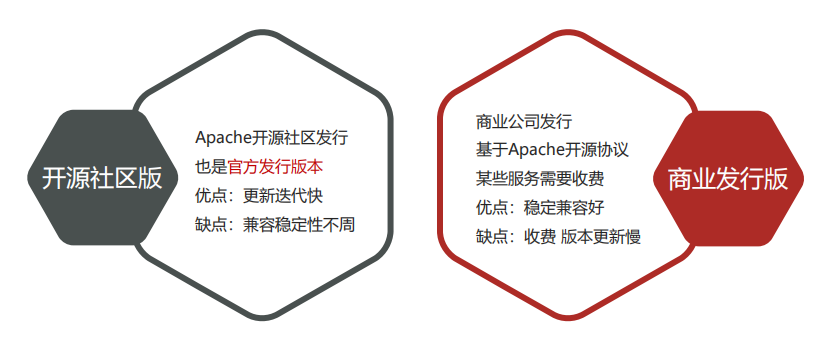 开源社区版
Apache开源社区发行
也是官方发行版本
优点：更新迭代快
缺点：兼容稳定性不周
商业公司发行
基于Apache开源协议
某些服务需要收费
优点：稳定兼容好
缺点：收费 版本更新慢
商业发行版